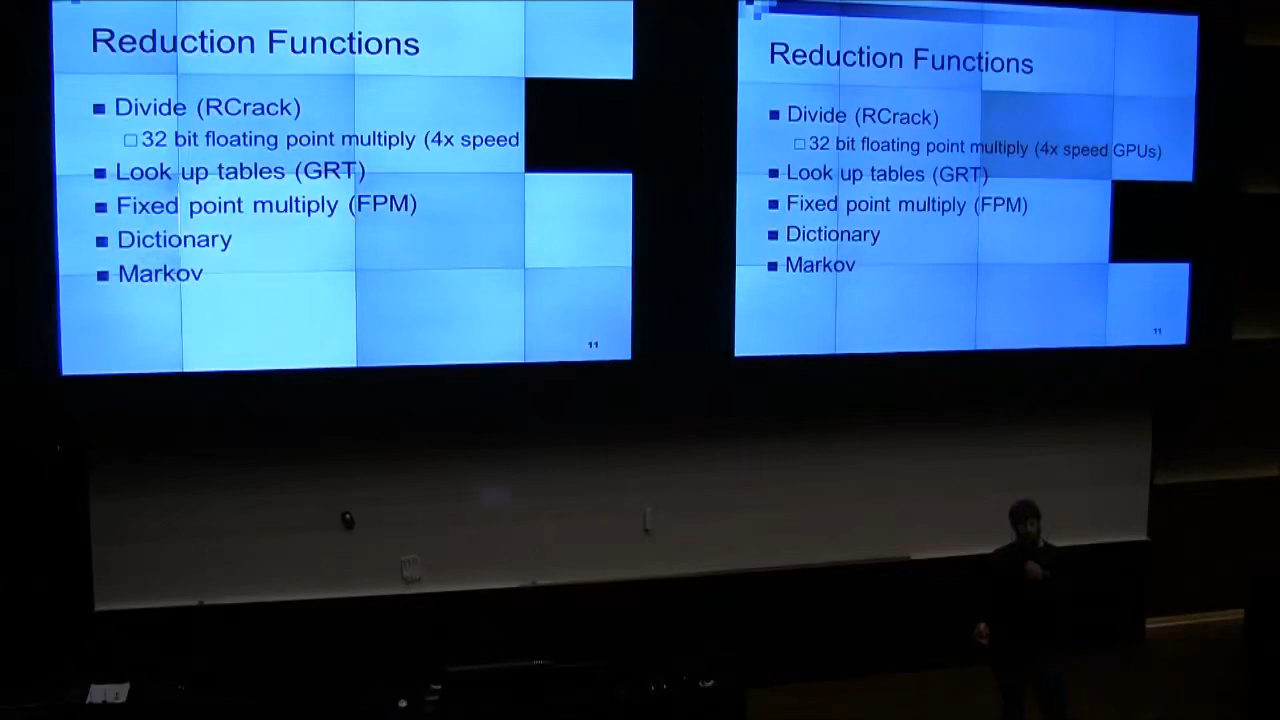 Reduction Functions
Divide (RCrack)
32 bit floating point multiply (4x speed
Look up tables (GRT)
Fixed point multiply (FPM)
Dictionary
Markov
11
Reduction Functions
Divide (RCrack)
32 bit floating point multiply (4x speed GPUs)
Look up tables (GRT)
Fixed point multiply (FPM)
Dictionary
Markov
11